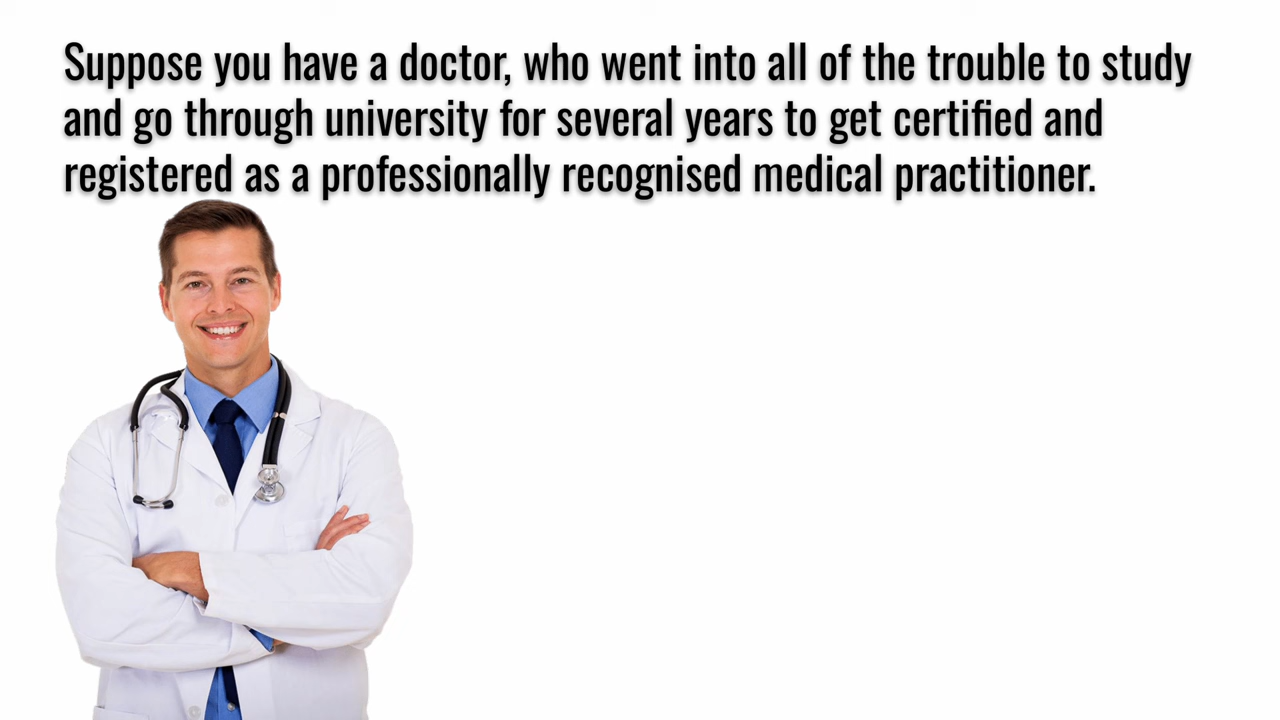 Suppose you have a doctor, who went into all of the trouble to study
and go through university for several years to get certified and
registered as a professionally recognised medical practitioner.